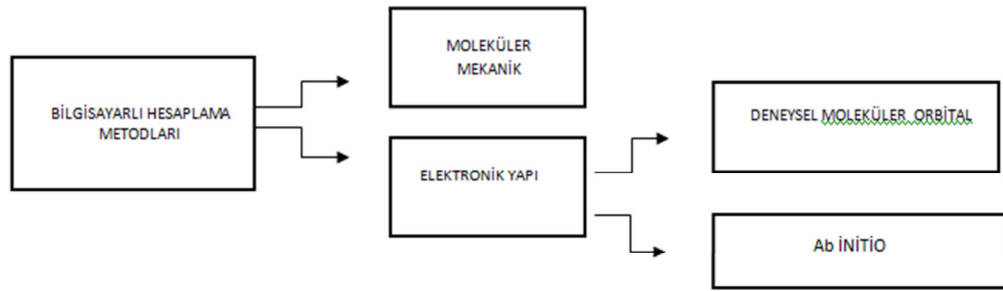 BİLGİSAYARLI HESAPLAMA
METODLARI
MOLEKÜLER
MEKANİK
ELEKTRONİK YAPI
DENEYSEL MOLEKÜLER ORBİTAL
Ab İNİTİO